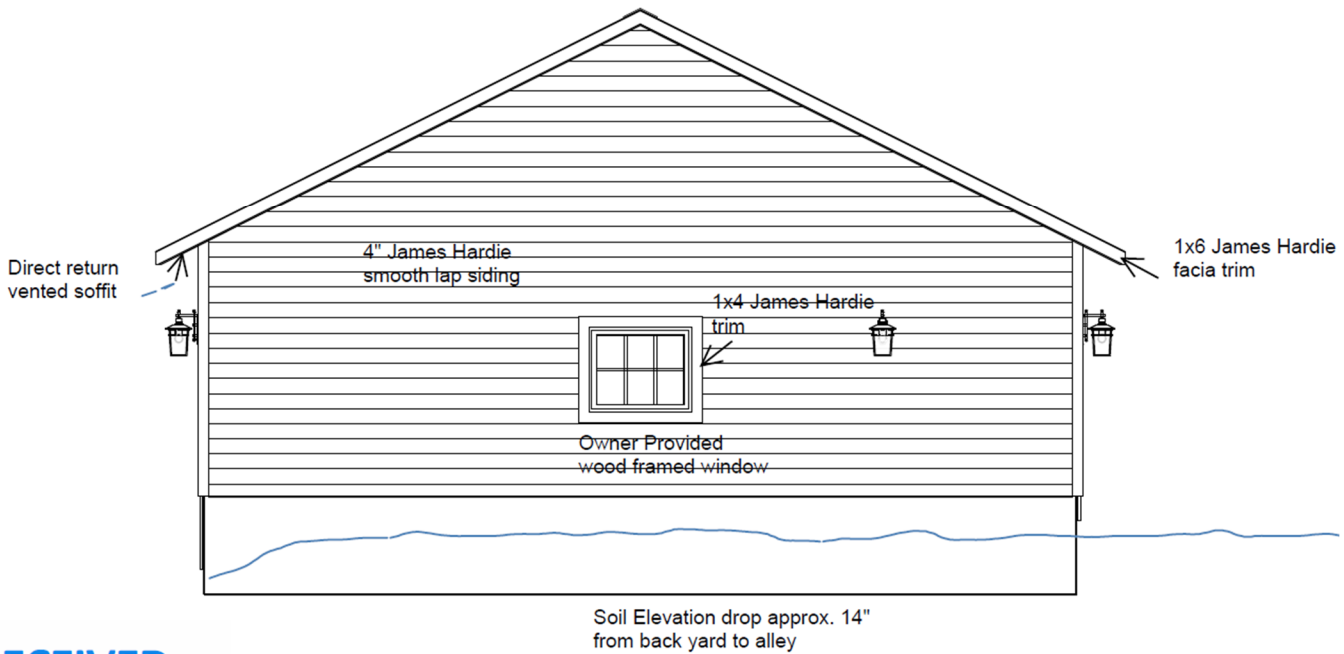 4" James Hardie
smooth lap siding
Direct return
vented soffit
1x6 James Hardie
facia trim
1x4 James Hardie
trim
Owner Provided
wood framed window
Soil Elevation drop approx. 14"
from back yard to alley